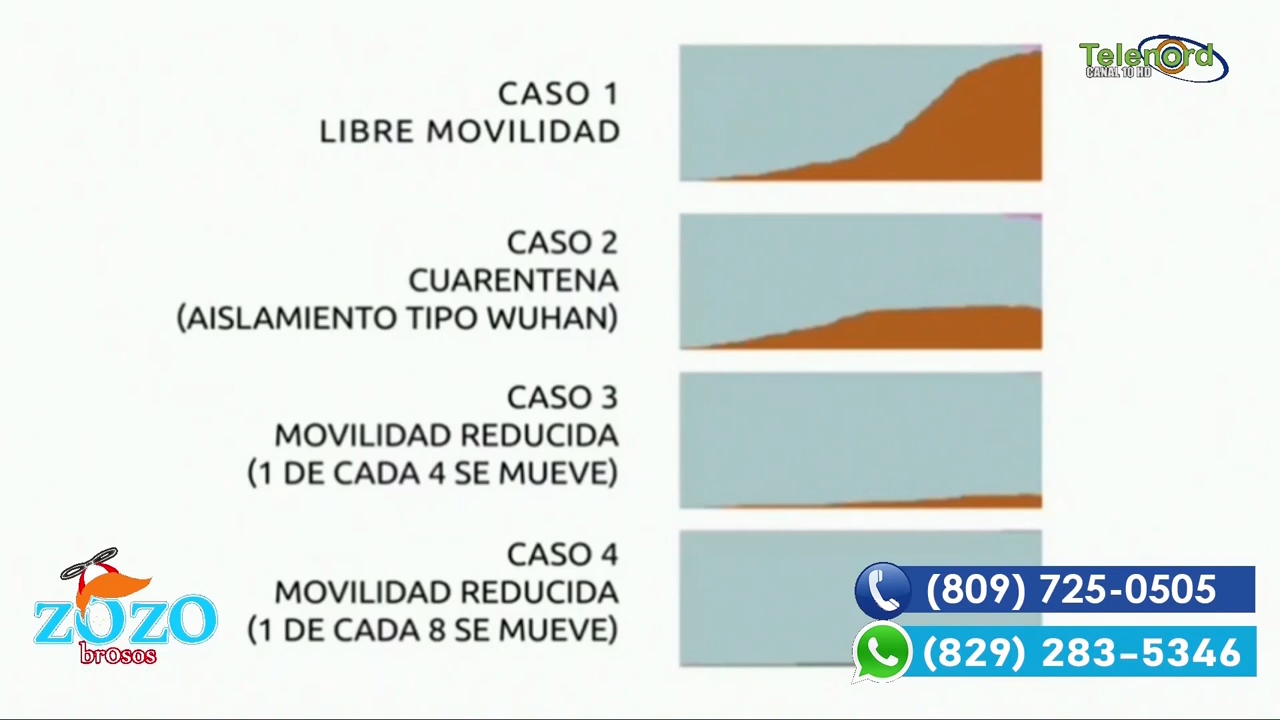 Telenord
CANAL 10 HD
CASO 1
LIBRE MOVILIDAD
CASO 2
CUARENTENA
(AISLAMIENTO TIPO WUHAN)
CASO 3
MOVILIDAD REDUCIDA
(1 DE CADA 4 SE MUEVE)
CASO 4
MOVILIDAD REDUCIDA
(1 DE CADA 8 SE MUEVE)
zozo
brosos
(809) 725-0505
(829) 283-5346